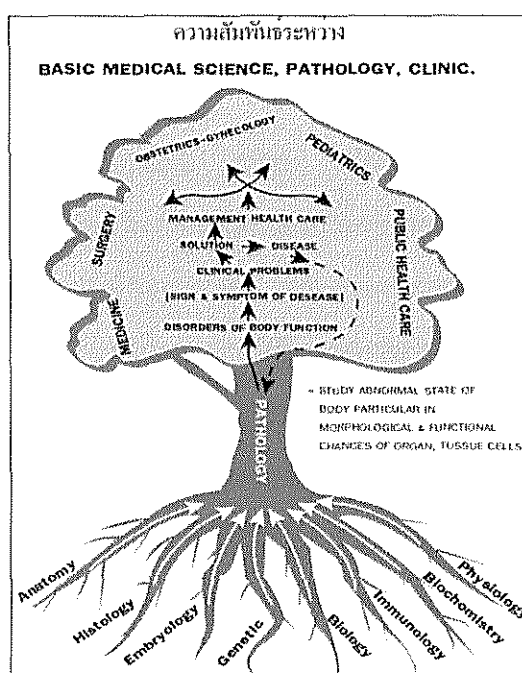 ความสัมพันธ์ระหว่าง
BASIC MEDICAL SCIENCE, PATHOLOGY, CLINIC.
OBSTETRICS-GYNECOLOGY
PEDIATRICS
SURGERY
PUBLIC HEALTH CARE
MEDICINE
MANAGEMENT HEALTH CARE
SOLUTION DISEASE
CLINICAL PROBLEMS
(SIGN & SYMPTOM OF DESEASE)
DISORDERS OF BODY FUNCTION
PATHOLOGY
= STUDY ABNORMAL STATE OF
BODY PARTICULAR IN
MORPHOLOGICAL & FUNCTIONAL
CHANGES OF ORGAN, TUSSUE CELLS
Anatomy
Histology
Embryology
Genetic
Biology
Immunology
Biochemistry
Physiology